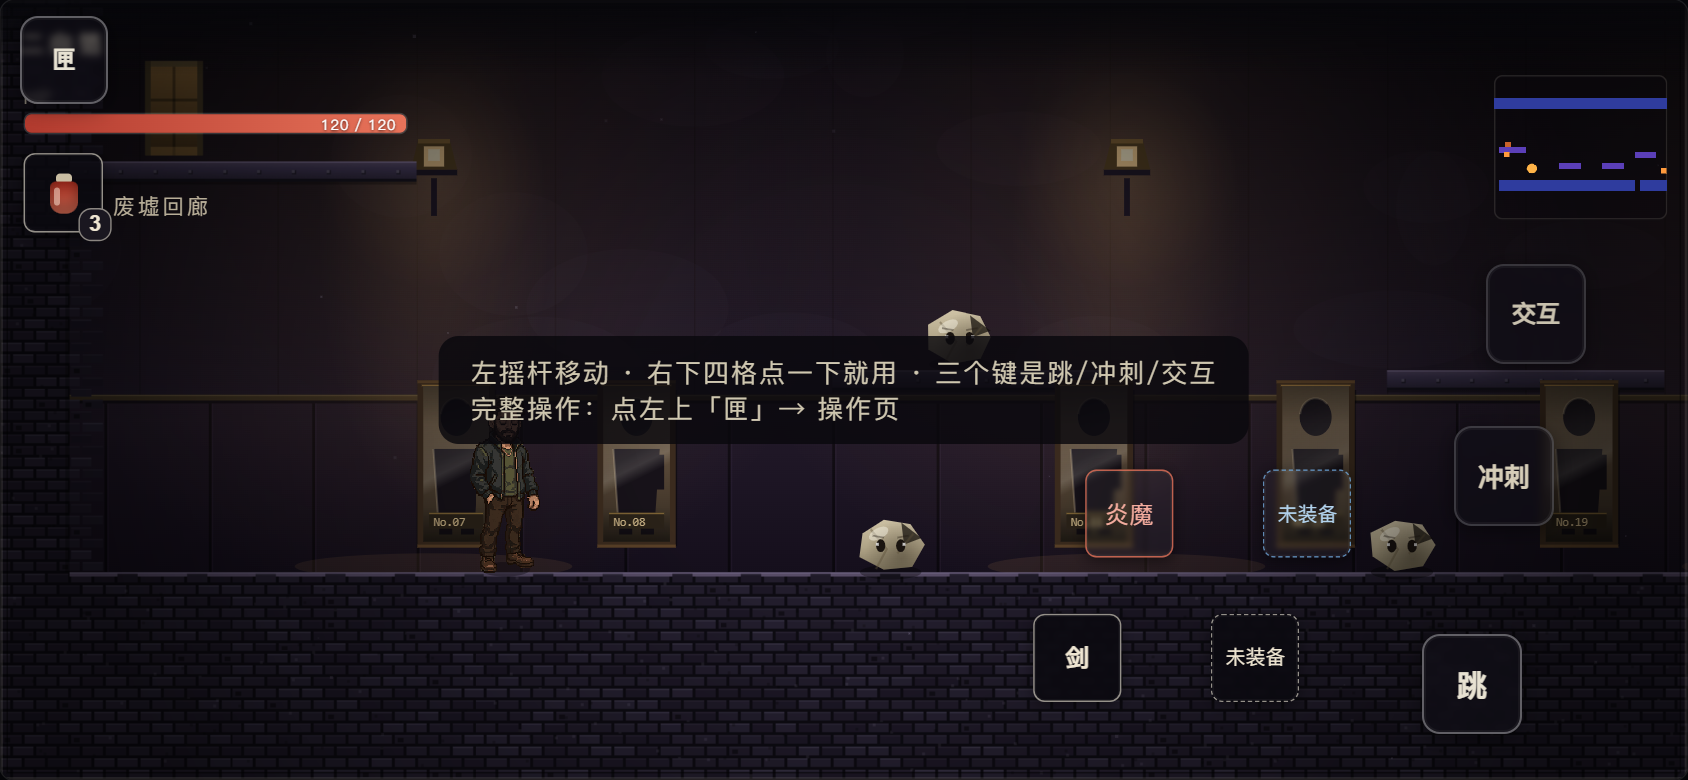 匣
120 / 120
3
废墟回廊
左摇杆移动 · 右下四格点一下就用 · 三个键是跳/冲刺/交互
完整操作：点左上「匣」→ 操作页
交互
冲刺
No.07
No.08
No
炎魔
未装备
No.19
剑
未装备
跳